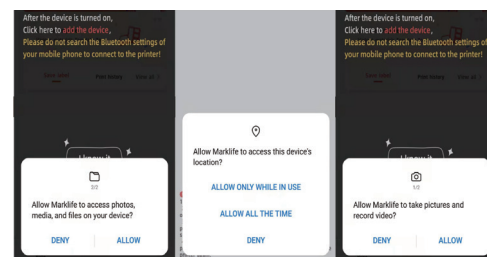 After the device is turned on,
Click here to add the device,
Please do not search the Bluetooth settings of
your mobile phone to connect to the printer!
Print history
I know it
2/2
Allow Marklife to access photos,
media, and files on your device?
DENY
ALLOW
Allow Marklife to access this device's
location?
ALLOW ONLY WHILE IN USE
ALLOW ALL THE TIME
DENY
After the device is turned on,
Click here to add the device,
Please do not search the Bluetooth settings of
your mobile phone to connect to the printer!
Print history
1/2
Allow Marklife to take pictures and
record video?
DENY
ALLOW